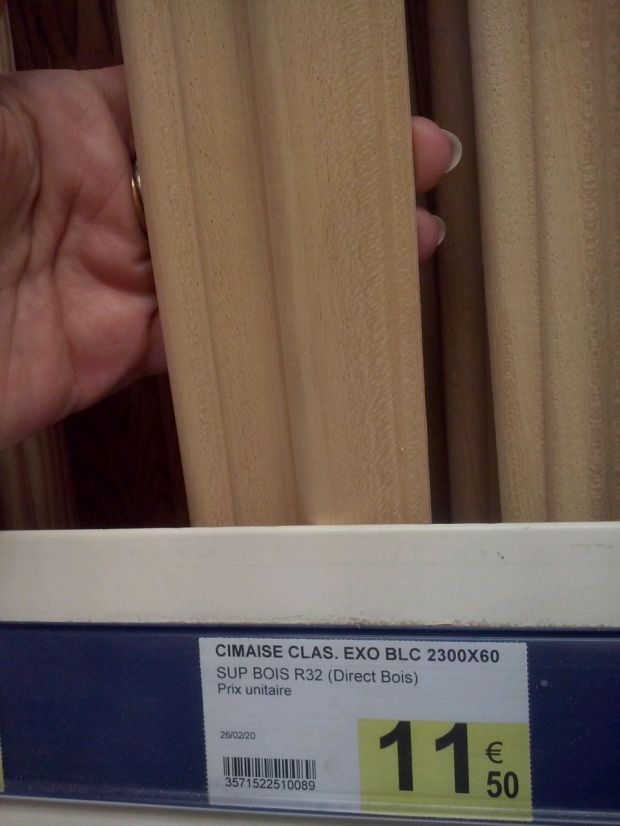 CIMAISE CLAS. EXO BLC 2300X60
SUP BOIS R32 (Direct Bois)
Prix unitaire
26/02/20
3571522510089
11 € 50